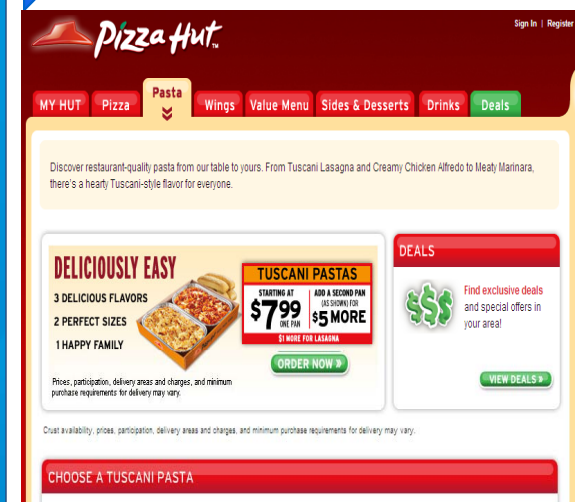 Pizza Hut
Sign In | Register
MY HUT Pizza Pasta Wings Value Menu Sides & Desserts Drinks Deals
Discover restaurant-quality pasta from our table to yours. From Tuscani Lasagna and Creamy Chicken Alfredo to Meaty Marinara,
there's a hearty Tuscani-style flavor for everyone.
DELICIOUSLY EASY
3 DELICIOUS FLAVORS
2 PERFECT SIZES
1 HAPPY FAMILY
TUSCANI PASTAS
STARTING AT
$7.99
ONE PAN
ADD A SECOND PAN
(AS SHOWN) FOR
$5 MORE
$1 MORE FOR LASAGNA
ORDER NOW »
Prices, participation, delivery areas and charges, and minimum
purchase requirements for delivery may vary.
DEALS
$$$
Find exclusive deals
and special offers in
your area!
VIEW DEALS »
Crust availability, prices, participation, delivery areas and charges, and minimum purchase requirements for delivery may vary.
CHOOSE A TUSCANI PASTA